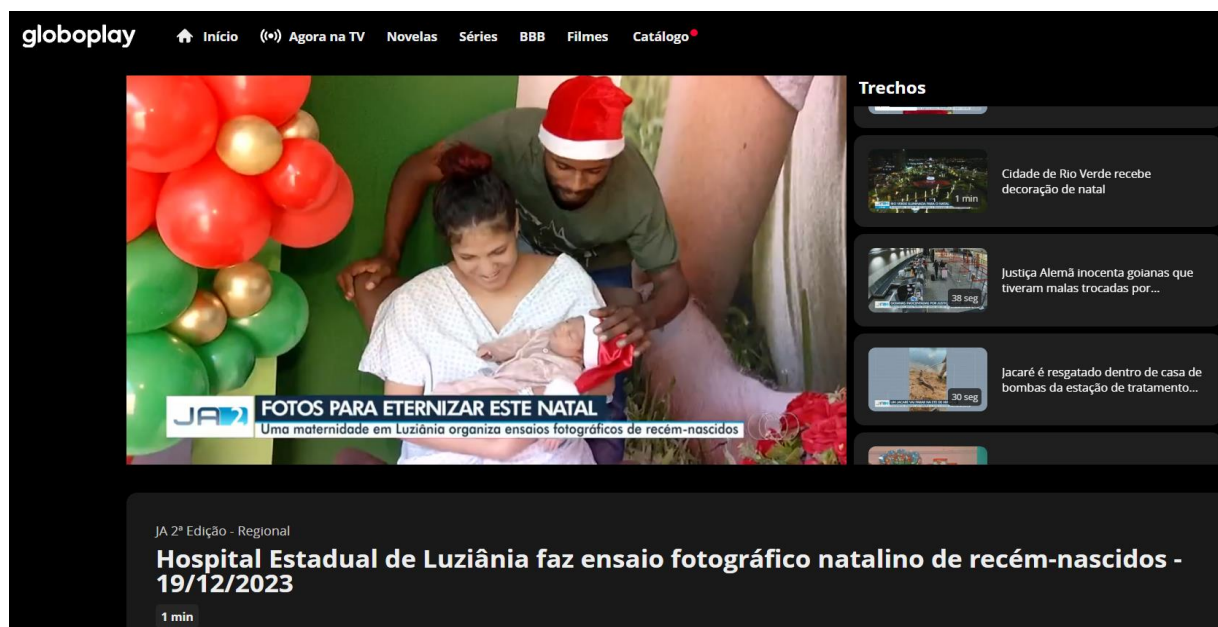 globoplay
Início
Agora na TV
Novelas
Séries
BBB
Filmes
Catálogo
Trechos
1 min
Cidade de Rio Verde recebe
decoração de natal
38 seg
Justiça Alemã inocenta goianas que
tiveram malas trocadas por...
30 seg
Jacaré é resgatado dentro de casa de
bombas da estação de tratamento...
JA2
FOTOS PARA ETERNIZAR ESTE NATAL
Uma maternidade em Luziânia organiza ensaios fotográficos de recém-nascidos
JA 2ª Edição - Regional
Hospital Estadual de Luziânia faz ensaio fotográfico natalino de recém-nascidos -
19/12/2023
1 min